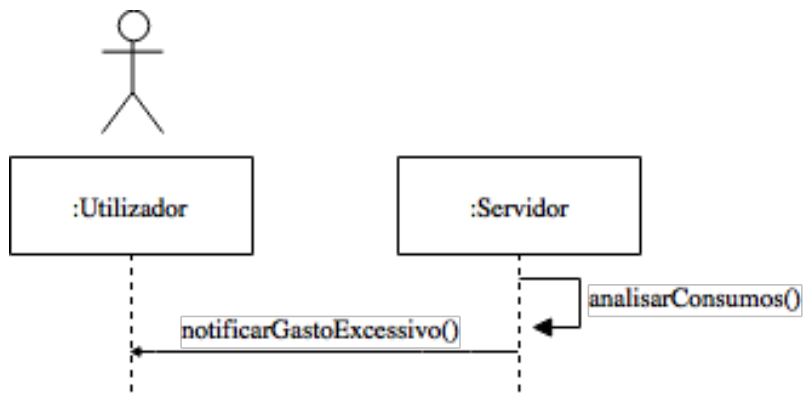 :Utilizador
:Servidor
analisarConsumos()
notificarGastoExcessivo()